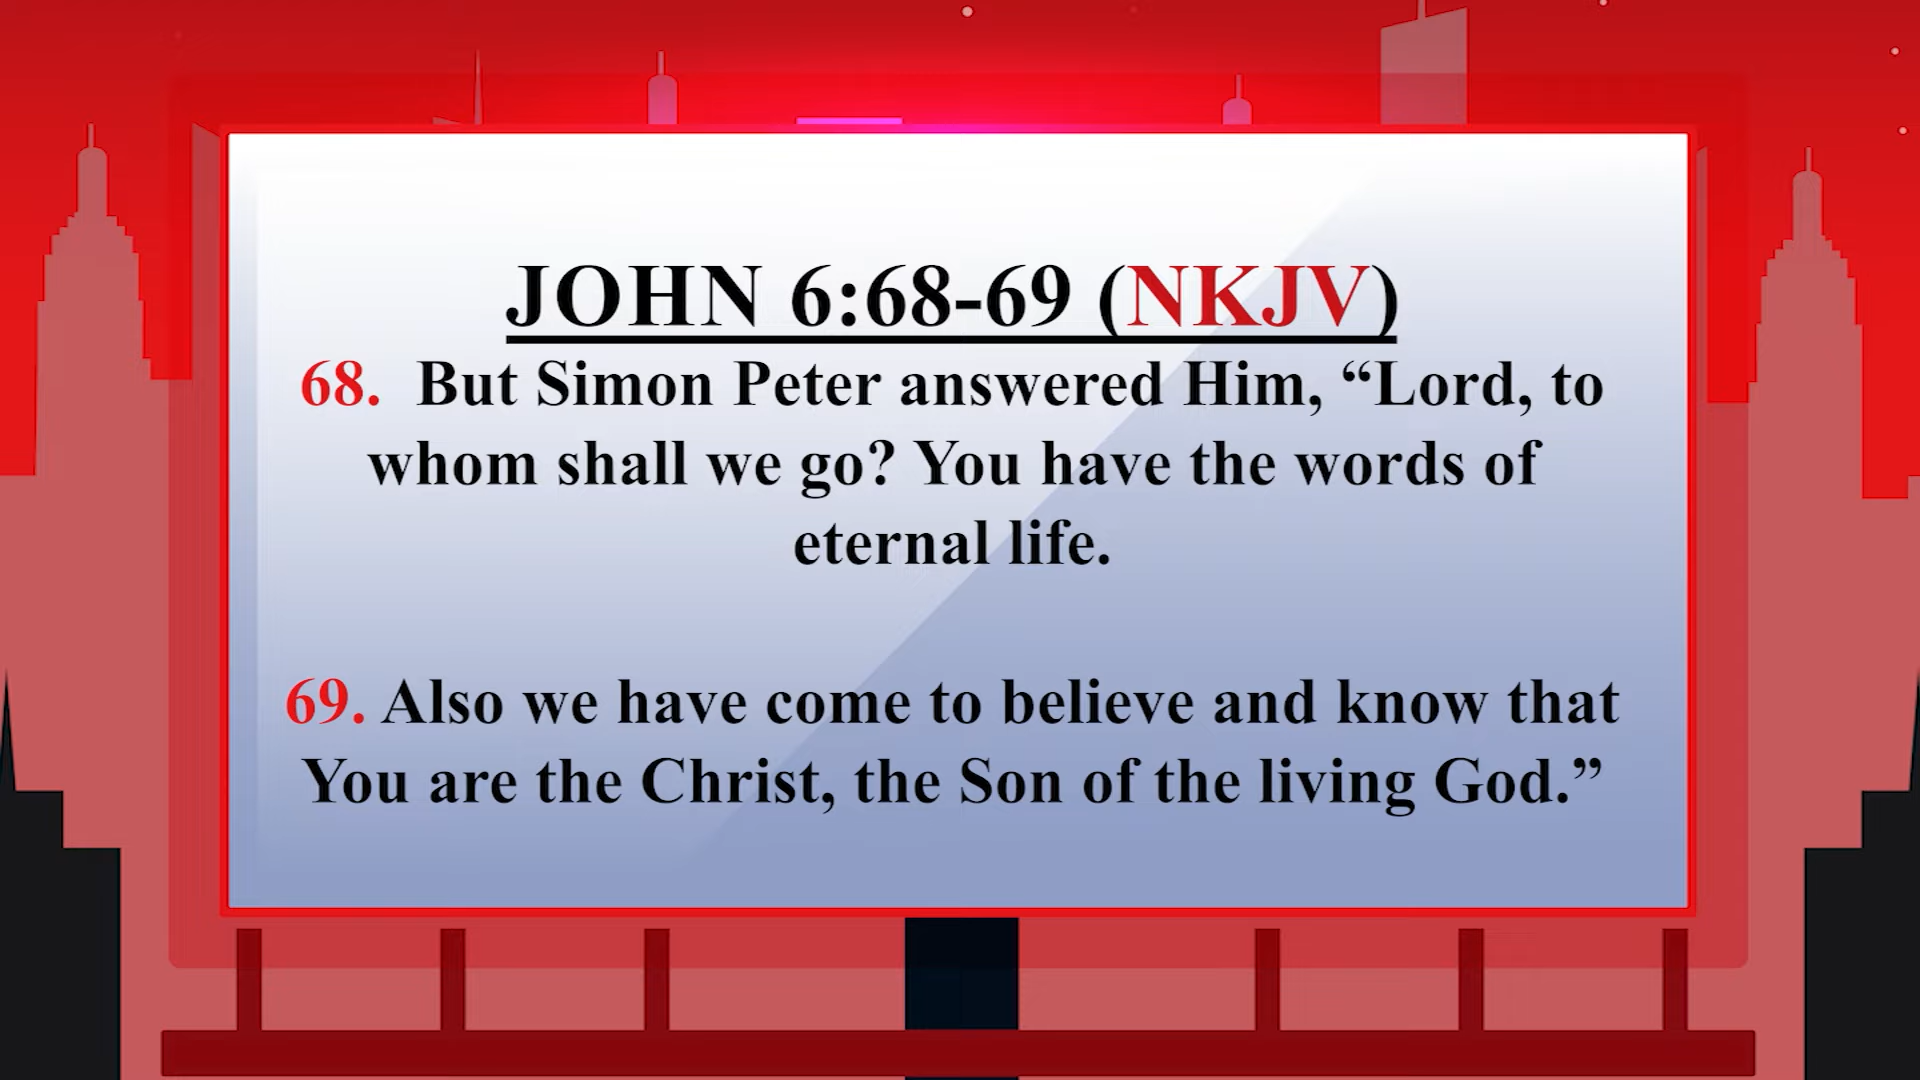 JOHN 6:68-69 (NKJV)
68. But Simon Peter answered Him, “Lord, to
whom shall we go? You have the words of
eternal life.
69. Also we have come to believe and know that
You are the Christ, the Son of the living God.”